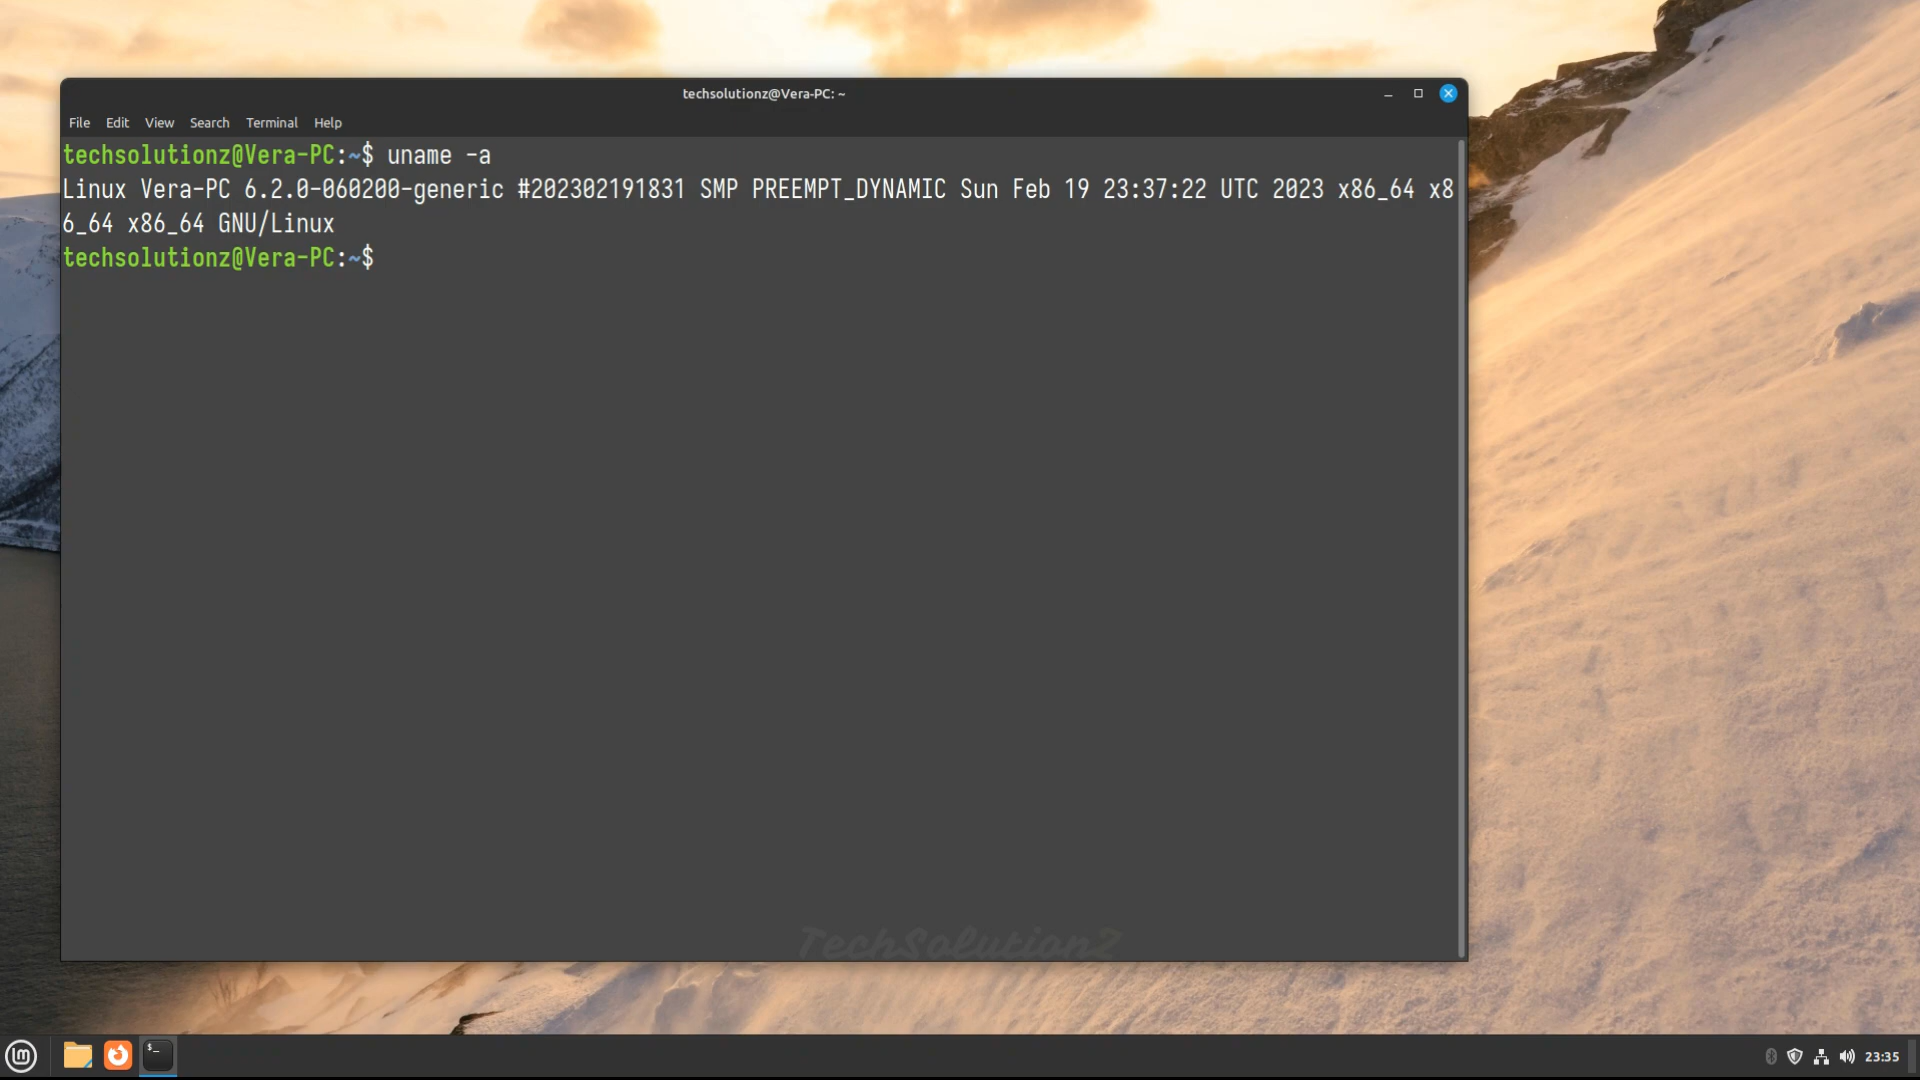 techsolutionz@Vera-PC: ~
File Edit View Search Terminal Help
techsolutionz@Vera-PC:~$ uname -a
Linux Vera-PC 6.2.0-060200-generic #202302191831 SMP PREEMPT_DYNAMIC Sun Feb 19 23:37:22 UTC 2023 x86_64 x8
6_64 x86_64 GNU/Linux
techsolutionz@Vera-PC:~$
TechSolutionZ
$_
23:35